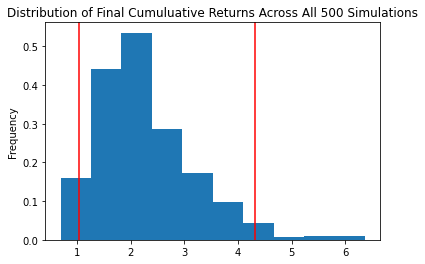 Distribution of Final Cumuluative Returns Across All 500 Simulations
Frequency
0.5
0.4
0.3
0.2
0.1
0.0
1 2 3 4 5 6